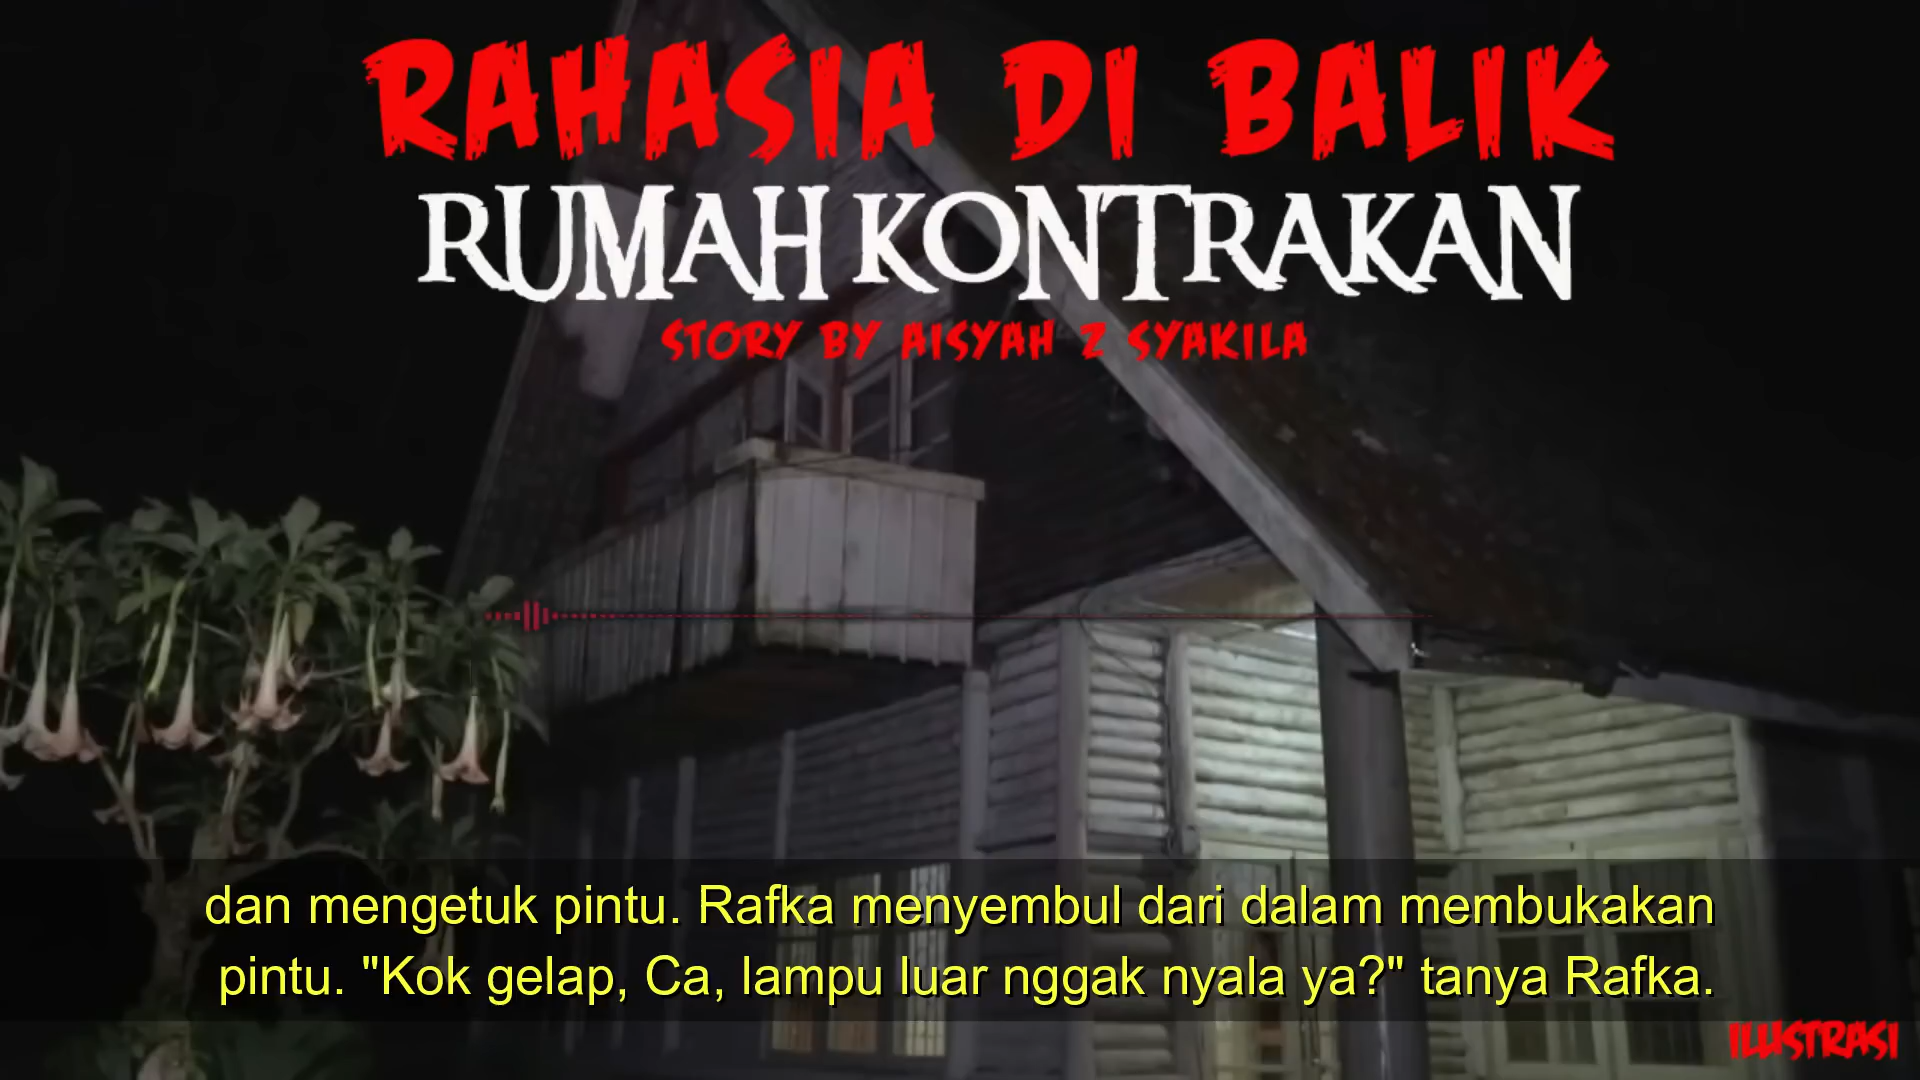 RAHASIA DI BALIK
RUMAH KONTRAKAN
STORY BY AISYAH Z SYAKILA
dan mengetuk pintu. Rafka menyembul dari dalam membukakan
pintu. "Kok gelap, Ca, lampu luar nggak nyala ya?" tanya Rafka.
ILUSTRASI